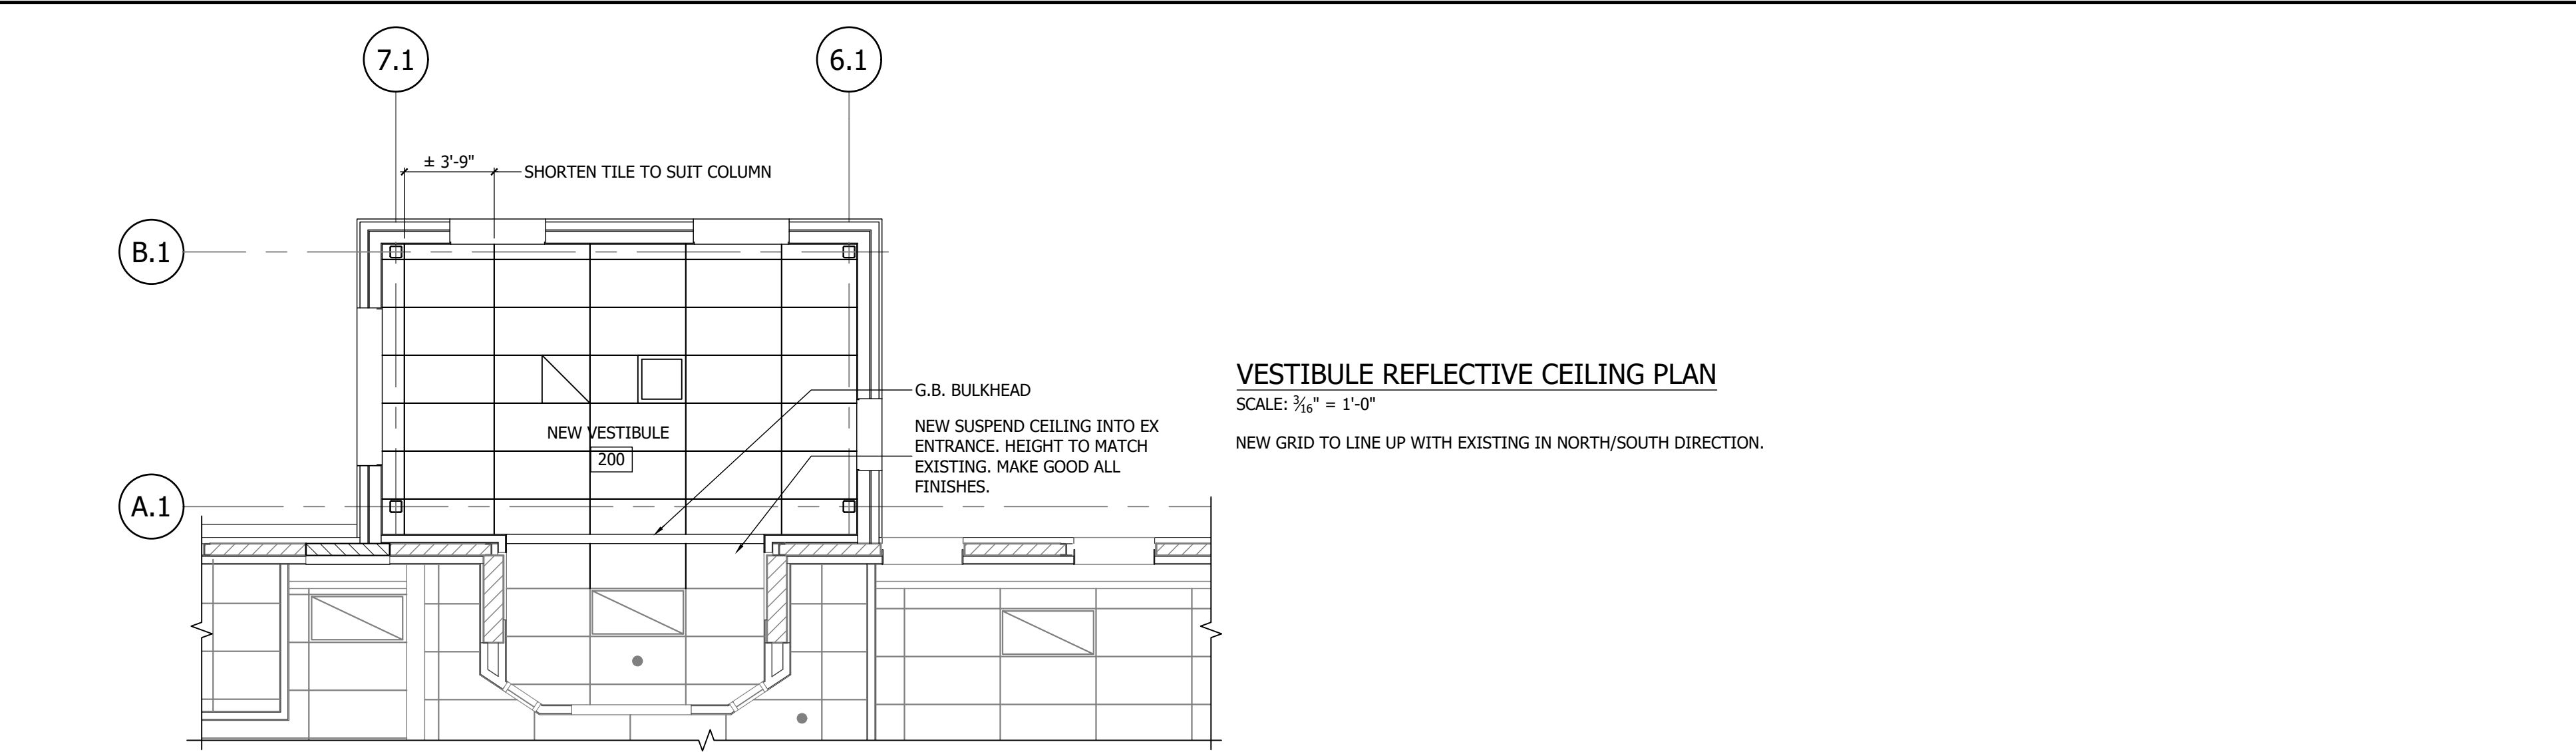 7.1
6.1
± 3'-9"
SHORTEN TILE TO SUIT COLUMN
B.1
G.B. BULKHEAD
NEW SUSPEND CEILING INTO EX
ENTRANCE. HEIGHT TO MATCH
EXISTING. MAKE GOOD ALL
FINISHES.
NEW VESTIBULE
200
A.1
VESTIBULE REFLECTIVE CEILING PLAN
SCALE: 3⁄16" = 1'-0"
NEW GRID TO LINE UP WITH EXISTING IN NORTH/SOUTH DIRECTION.